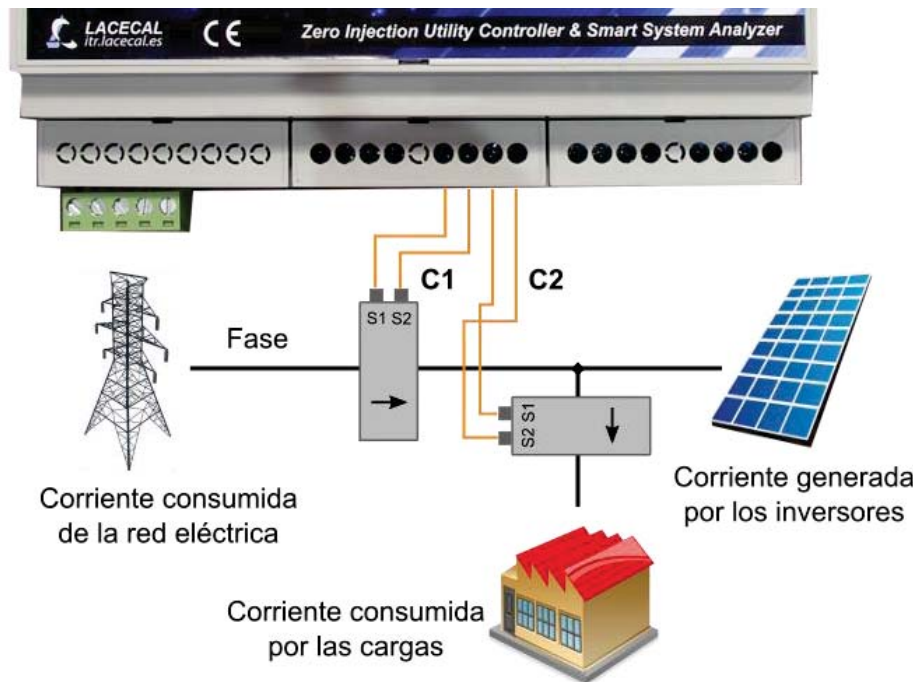 LACECAL
itr.lacecal.es
CE
Zero Injection Utility Controller & Smart System Analyzer
C1
C2
S1 S2
Fase
S1
S2
Corriente consumida
de la red eléctrica
Corriente generada
por los inversores
Corriente consumida
por las cargas